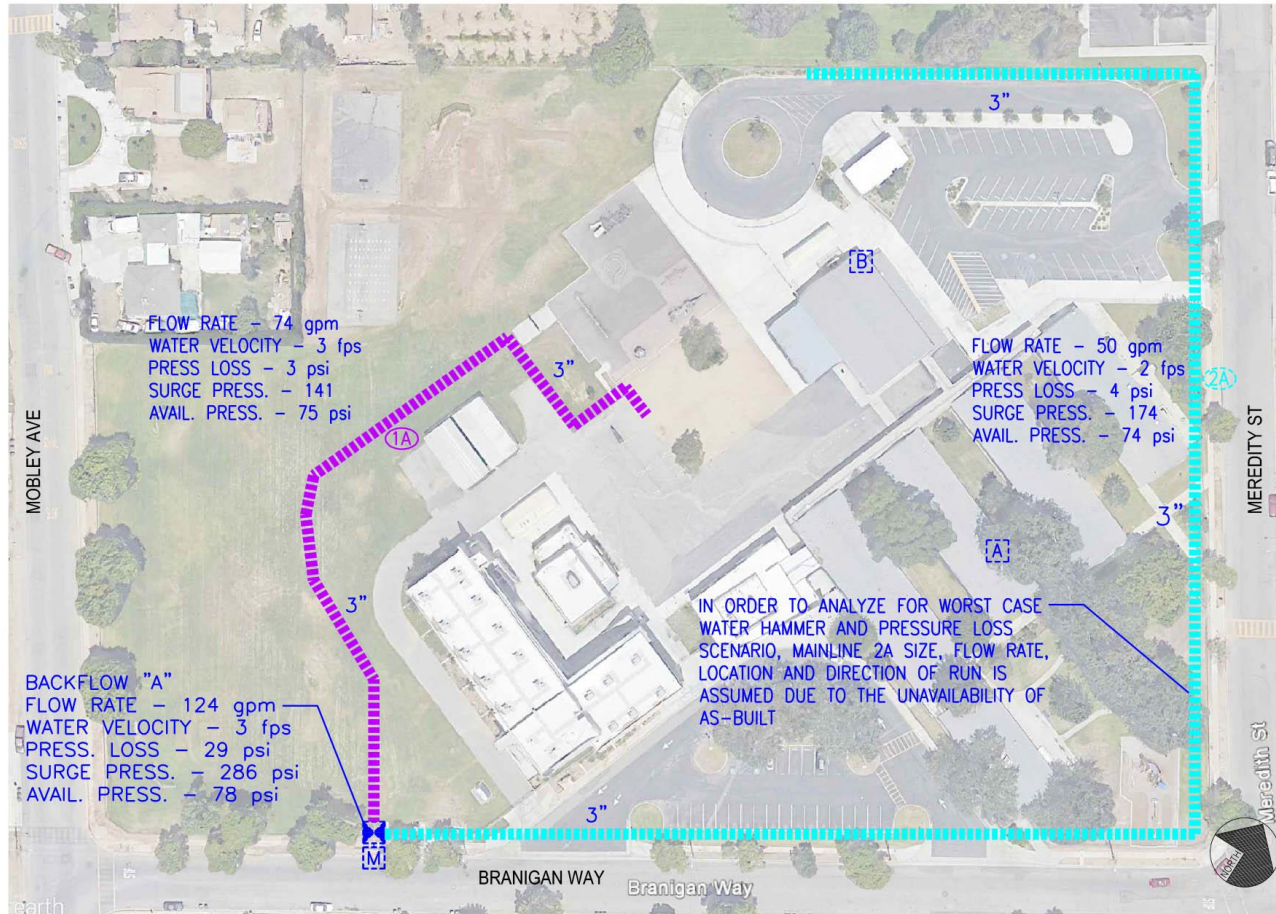 3"
B
FLOW RATE - 74 gpm
WATER VELOCITY - 3 fps
PRESS LOSS - 3 psi
SURGE PRESS. - 141
AVAIL. PRESS. - 75 psi
3"
1A
FLOW RATE - 50 gpm
WATER VELOCITY - 2 fps
PRESS LOSS - 4 psi
SURGE PRESS. - 174
AVAIL. PRESS. - 74 psi
2A
MOBLEY AVE
MEREDITY ST
3"
A
3"
IN ORDER TO ANALYZE FOR WORST CASE
WATER HAMMER AND PRESSURE LOSS
SCENARIO, MAINLINE 2A SIZE, FLOW RATE,
LOCATION AND DIRECTION OF RUN IS
ASSUMED DUE TO THE UNAVAILABILITY OF
AS-BUILT
BACKFLOW "A"
FLOW RATE - 124 gpm
WATER VELOCITY - 3 fps
PRESS. LOSS - 29 psi
SURGE PRESS. - 286 psi
AVAIL. PRESS. - 78 psi
3"
M
Meredith St
NORTH
BRANIGAN WAY
Branigan Way
earth